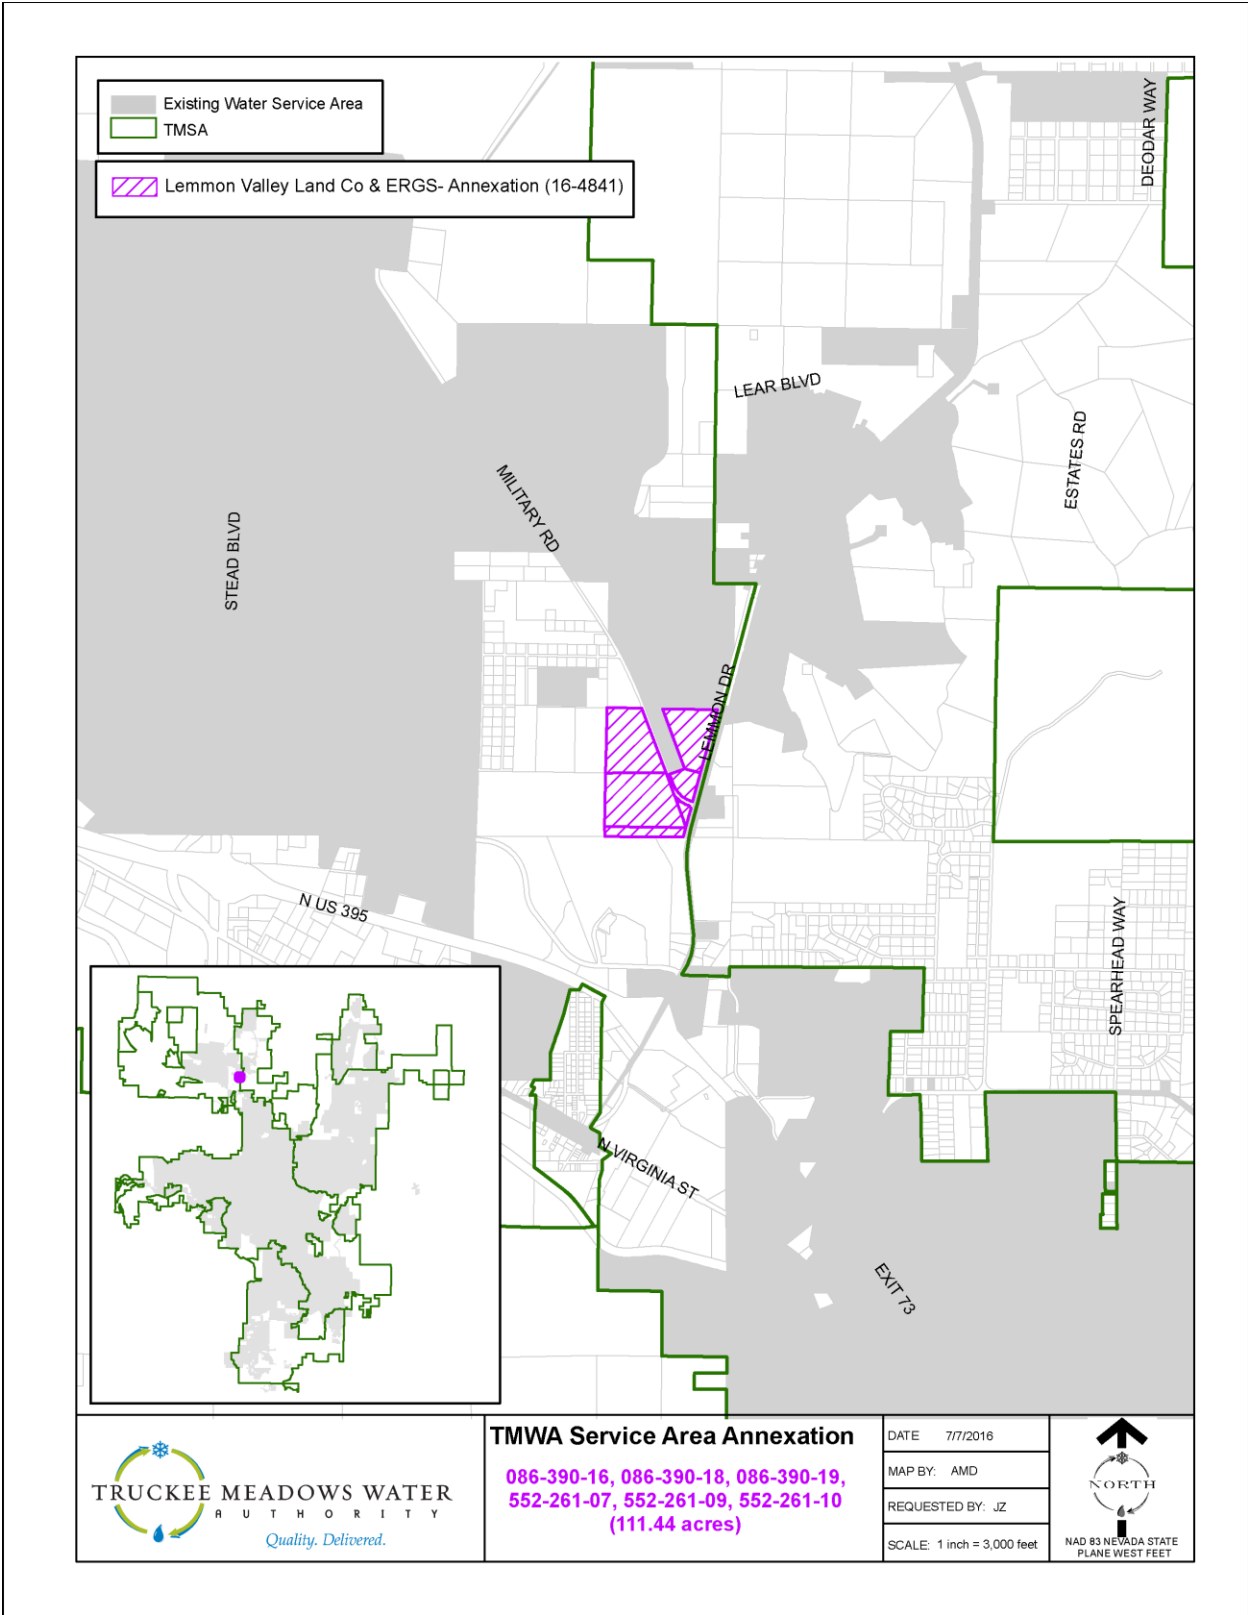 Existing Water Service Area
TMSA
Lemmon Valley Land Co & ERGS- Annexation (16-4841)
DEODAR WAY
LEAR BLVD
ESTATES RD
MILITARY RD
STEAD BLVD
LEMMON DR
N US 395
SPEARHEAD WAY
N VIRGINIA ST
EXIT 73
TRUCKEE MEADOWS WATER
AUTHORITY
Quality. Delivered.
TMWA Service Area Annexation
086-390-16, 086-390-18, 086-390-19,
552-261-07, 552-261-09, 552-261-10
(111.44 acres)
DATE 7/7/2016
MAP BY: AMD
REQUESTED BY: JZ
SCALE: 1 inch = 3,000 feet
NORTH
NAD 83 NEVADA STATE
PLANE WEST FEET